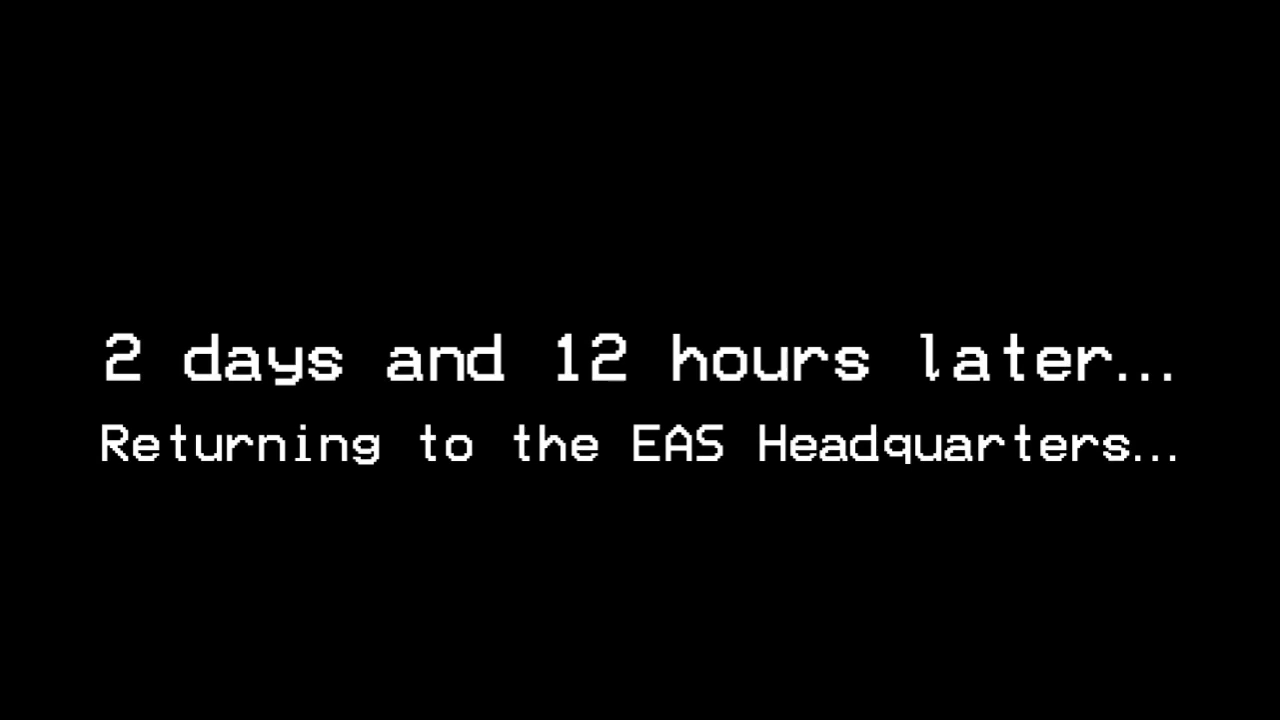 2 days and 12 hours later...
Returning to the EAS Headquarters...